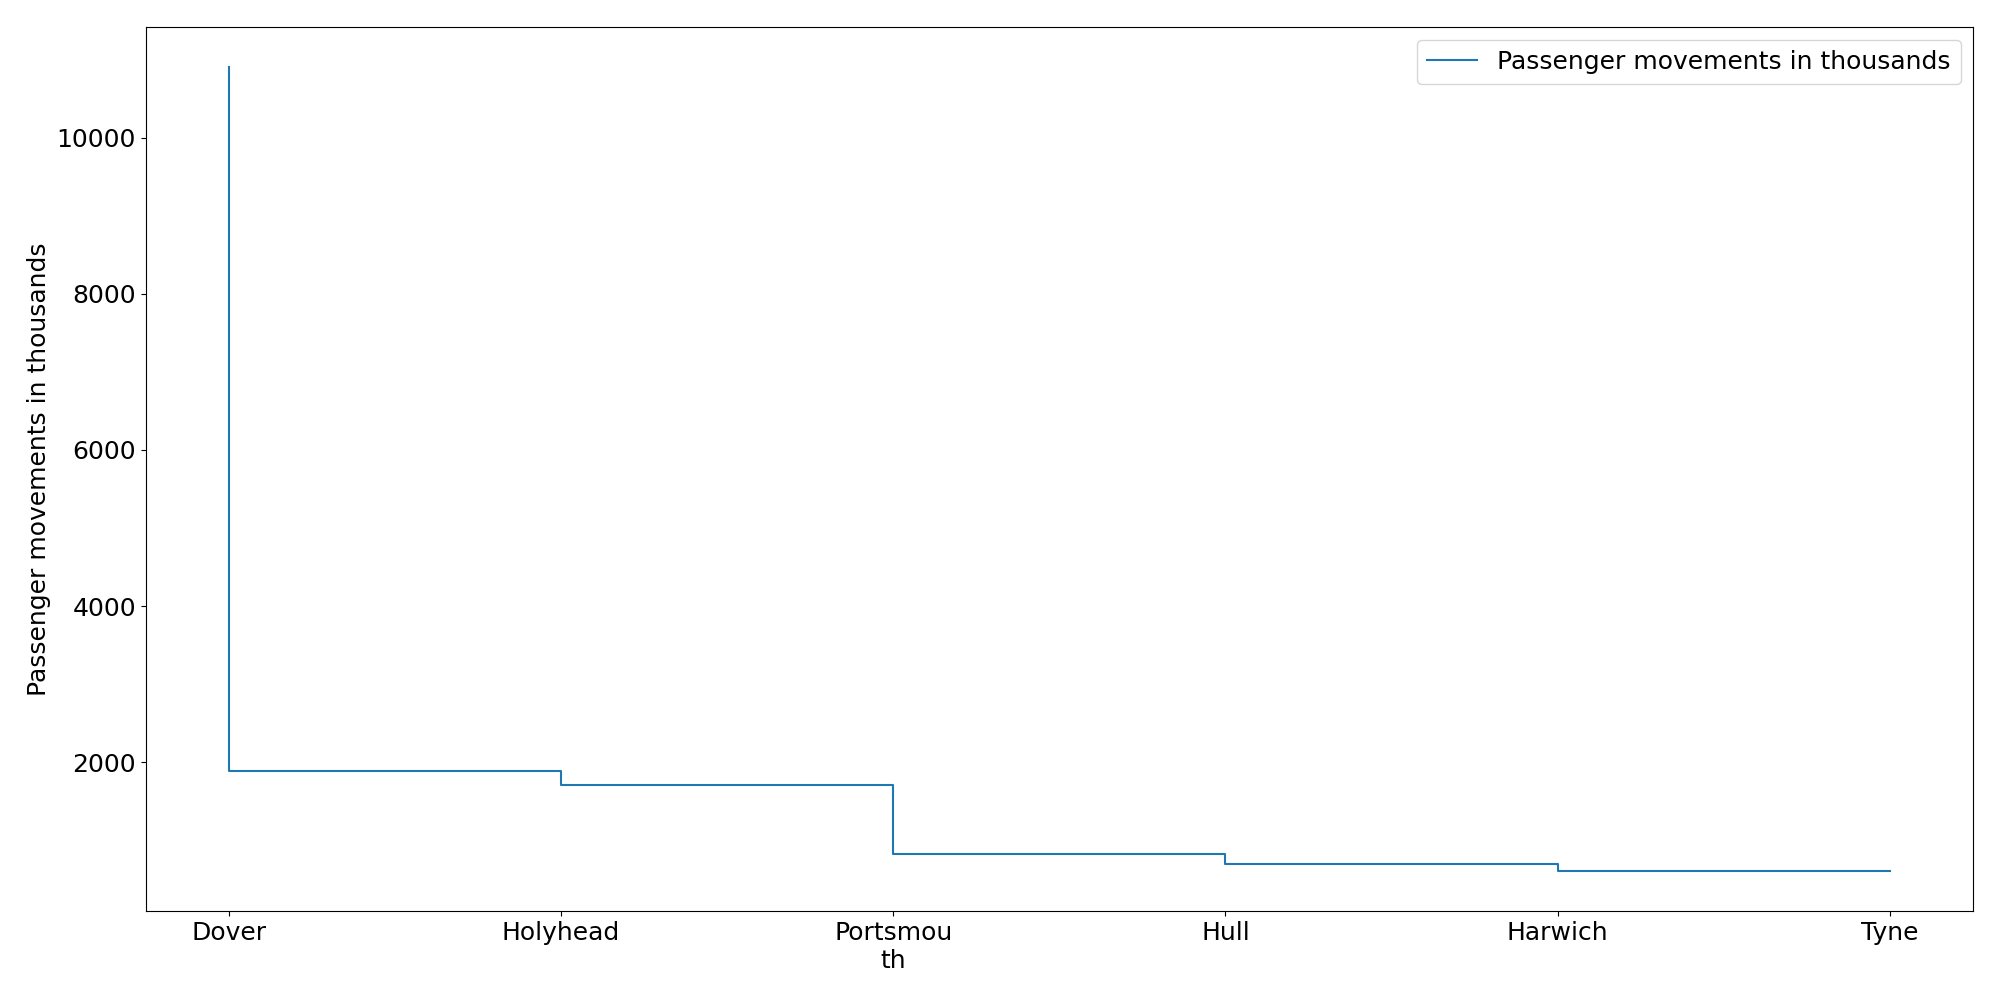 Passenger movements in thousands
Passenger movements in thousands
10000
8000
6000
4000
2000
Dover
Holyhead
Portsmou
th
Hull
Harwich
Tyne